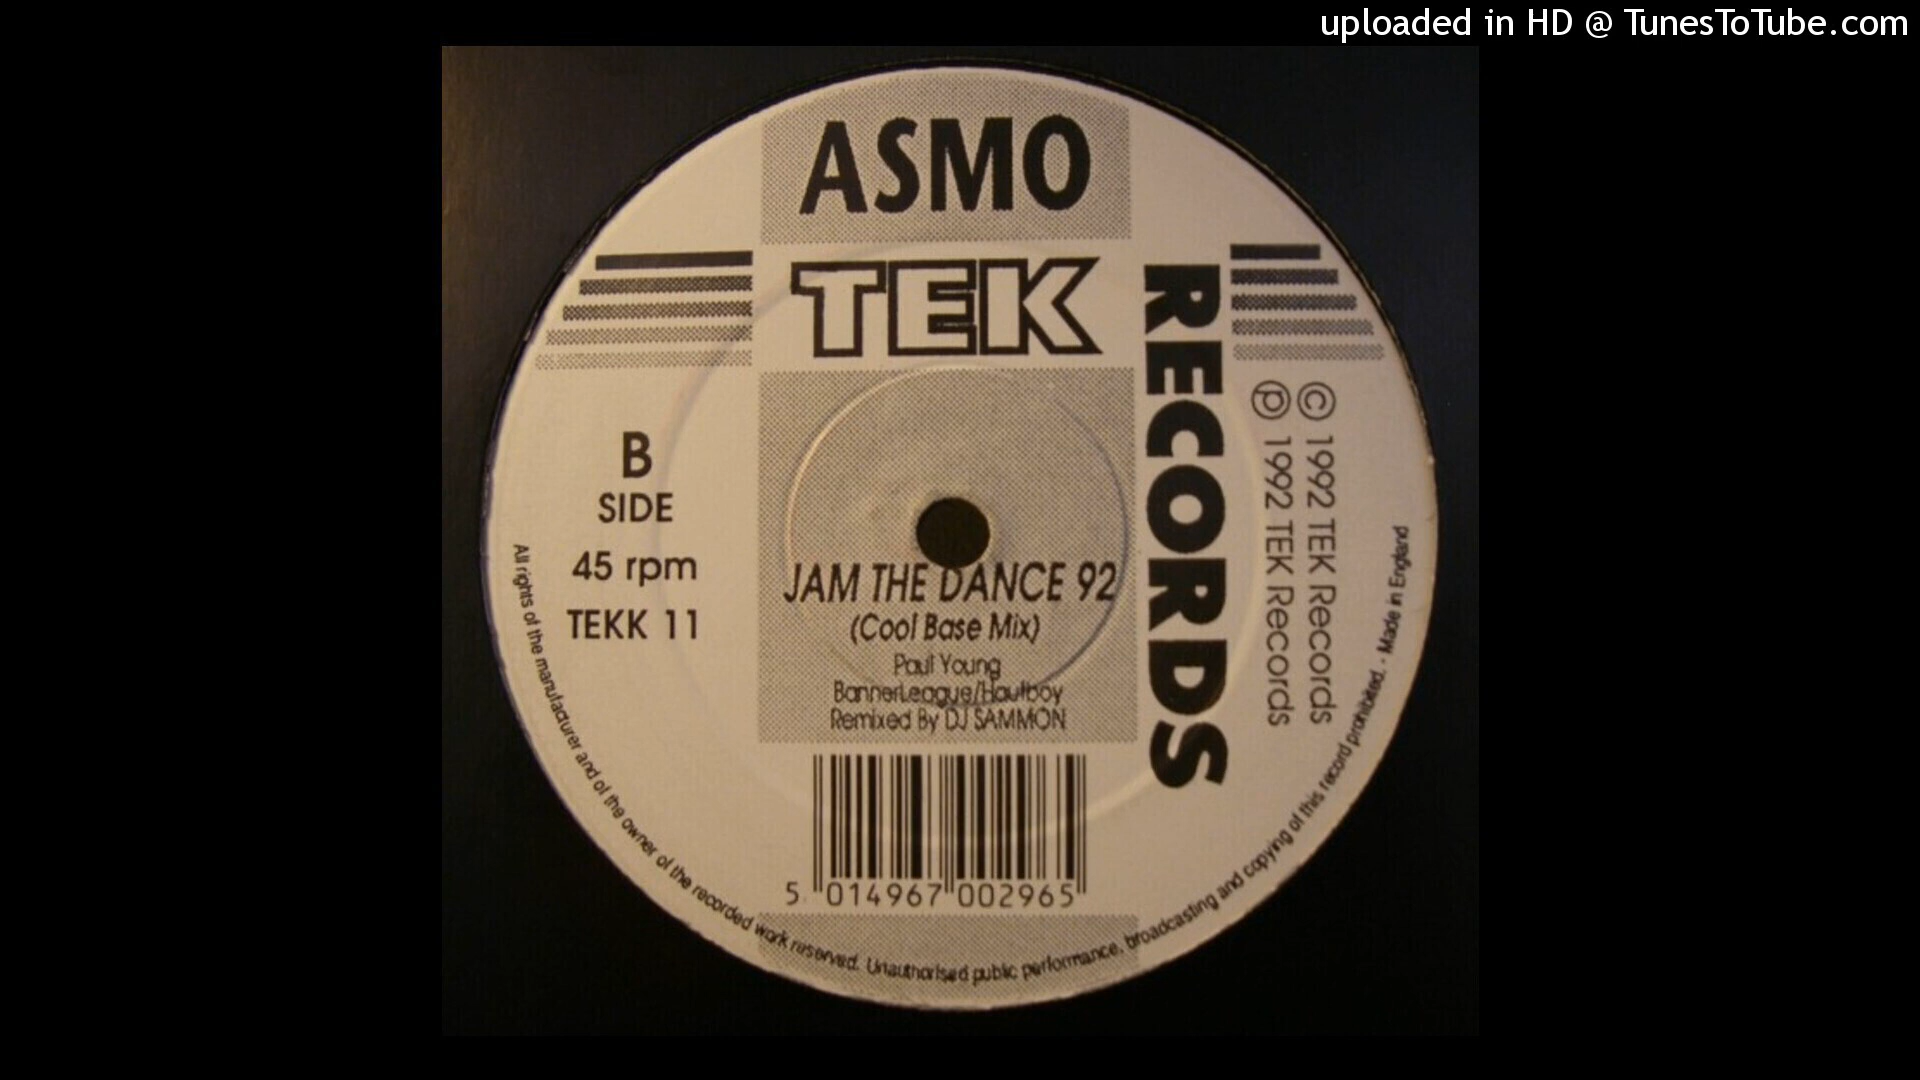 uploaded in HD @ TunesToTube.com
ASMO
TEK
RECORDS
B
SIDE
45 rpm
TEKK 11
© 1992 TEK Records
℗ 1992 TEK Records
JAM THE DANCE 92
(Cool Base Mix)
Paul Young
BannerLeague/Hautboy
Remixed By DJ SAMMON
5 014967 002965
All rights of the manufacturer and of the owner of the recorded work reserved. Unauthorised public performance, broadcasting and copying of this record prohibited. - Made in England